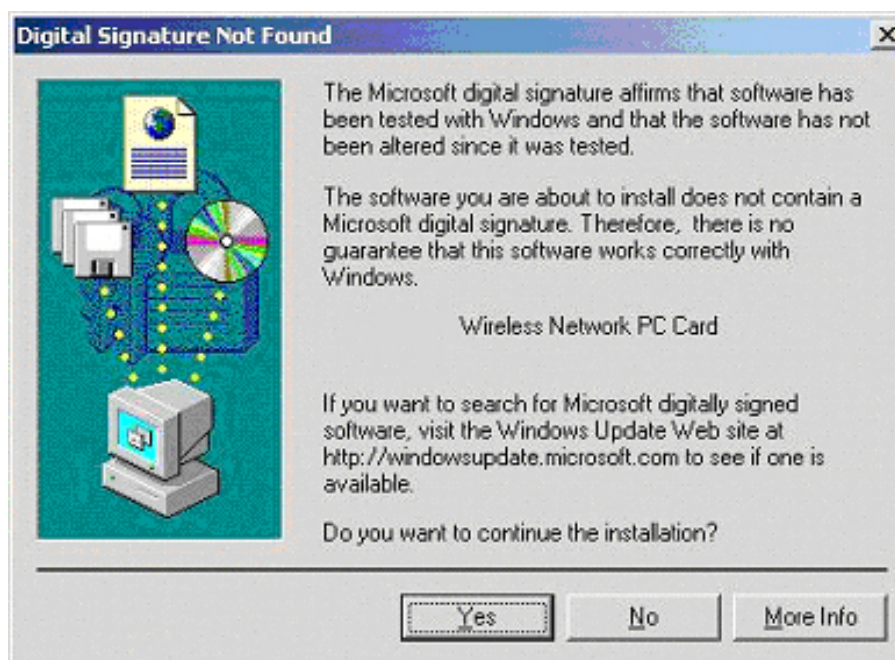 Digital Signature Not Found
The Microsoft digital signature affirms that software has
been tested with Windows and that the software has not
been altered since it was tested.
The software you are about to install does not contain a
Microsoft digital signature. Therefore, there is no
guarantee that this software works correctly with
Windows.
Wireless Network PC Card
If you want to search for Microsoft digitally signed
software, visit the Windows Update Web site at
http://windowsupdate.microsoft.com to see if one is
available.
Do you want to continue the installation?
Yes No More Info